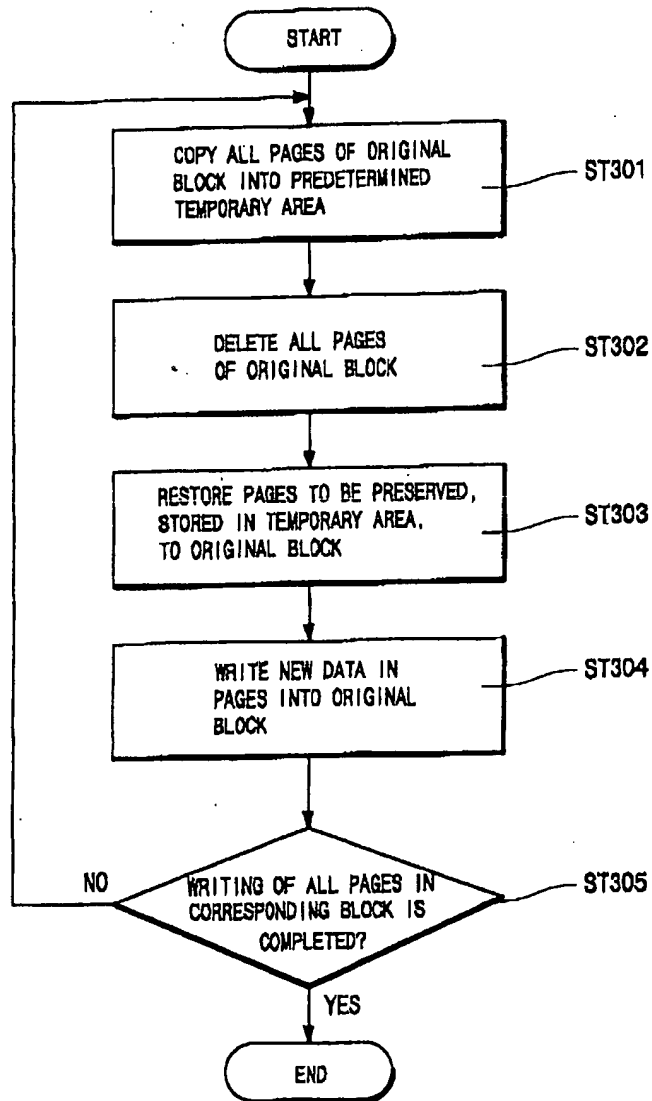 START
COPY ALL PAGES OF ORIGINAL
BLOCK INTO PREDETERMINED
TEMPORARY AREA
ST301
DELETE ALL PAGES
OF ORIGINAL BLOCK
ST302
RESTORE PAGES TO BE PRESERVED,
STORED IN TEMPORARY AREA,
TO ORIGINAL BLOCK
ST303
WRITE NEW DATA IN
PAGES INTO ORIGINAL
BLOCK
ST304
NO
WRITING OF ALL PAGES IN
CORRESPONDING BLOCK IS
COMPLETED?
ST305
YES
END